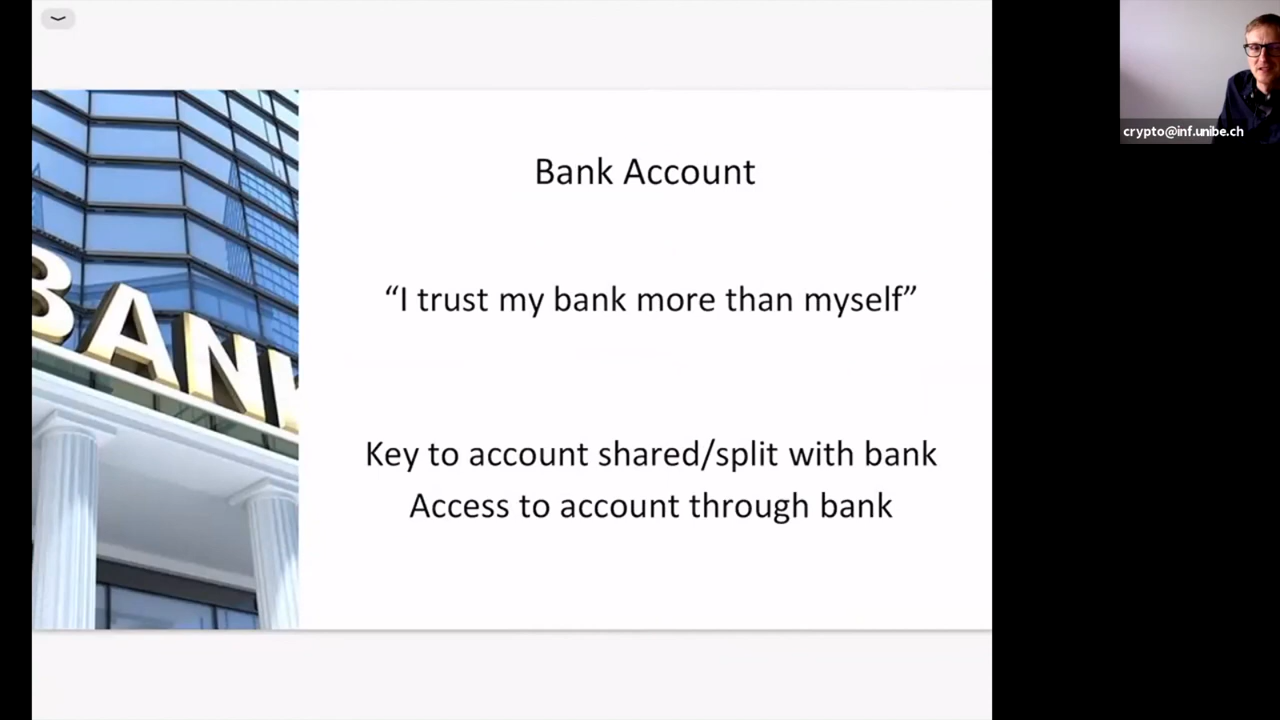 Bank Account
“I trust my bank more than myself”
Key to account shared/split with bank
Access to account through bank
BANK
crypto@inf.unibe.ch